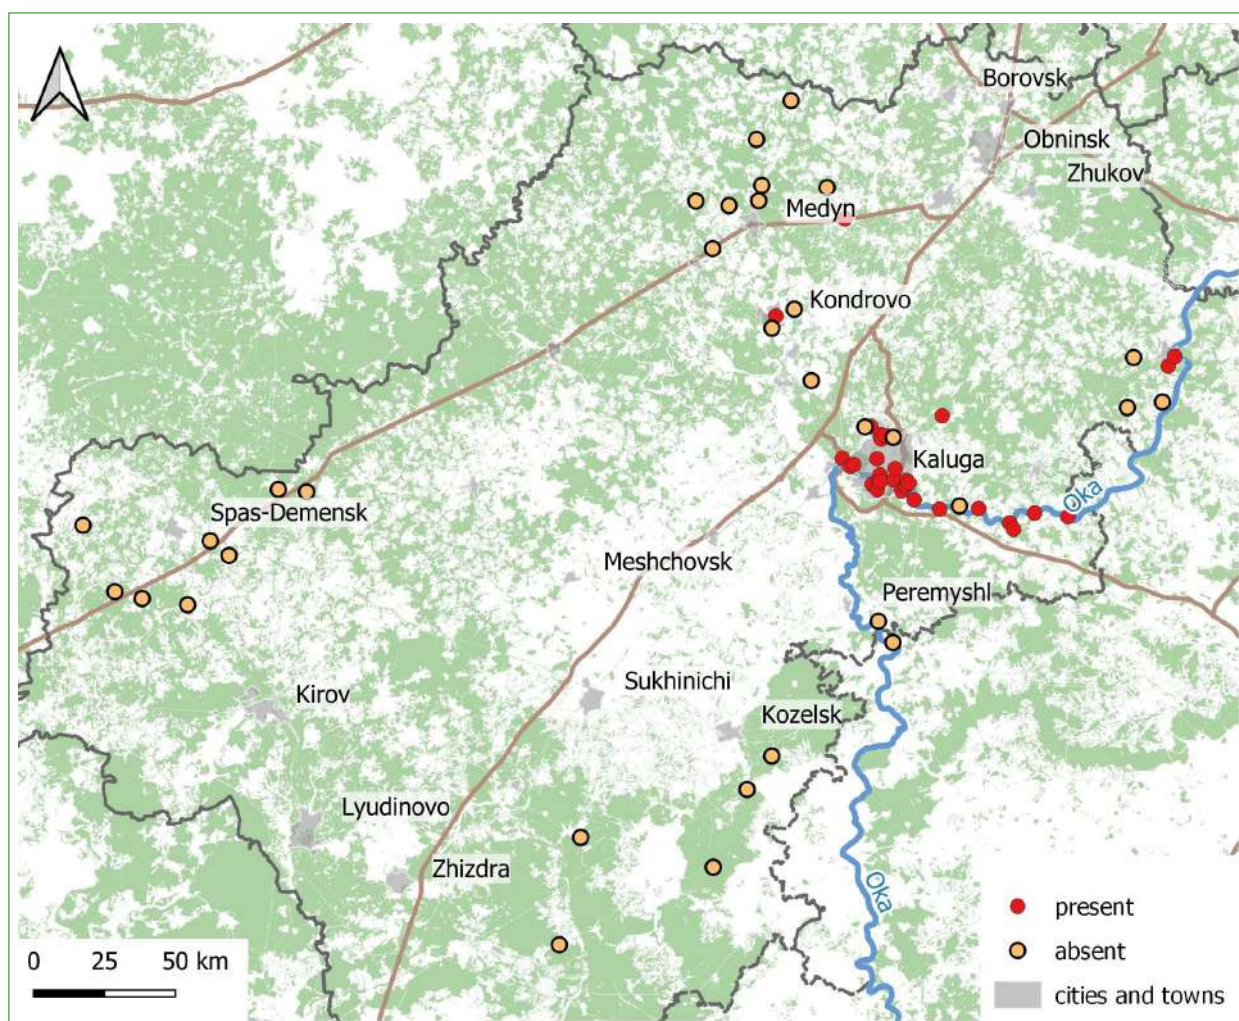 Borovsk
Obninsk
Zhukov
Medyn
Kondrovo
Kaluga
Oka
Spas-Demensk
Meshchovsk
Peremyshl
Sukhinichi
Kirov
Kozelsk
Lyudinovo
Zhizdra
Oka
present
absent
cities and towns
0 25 50 km